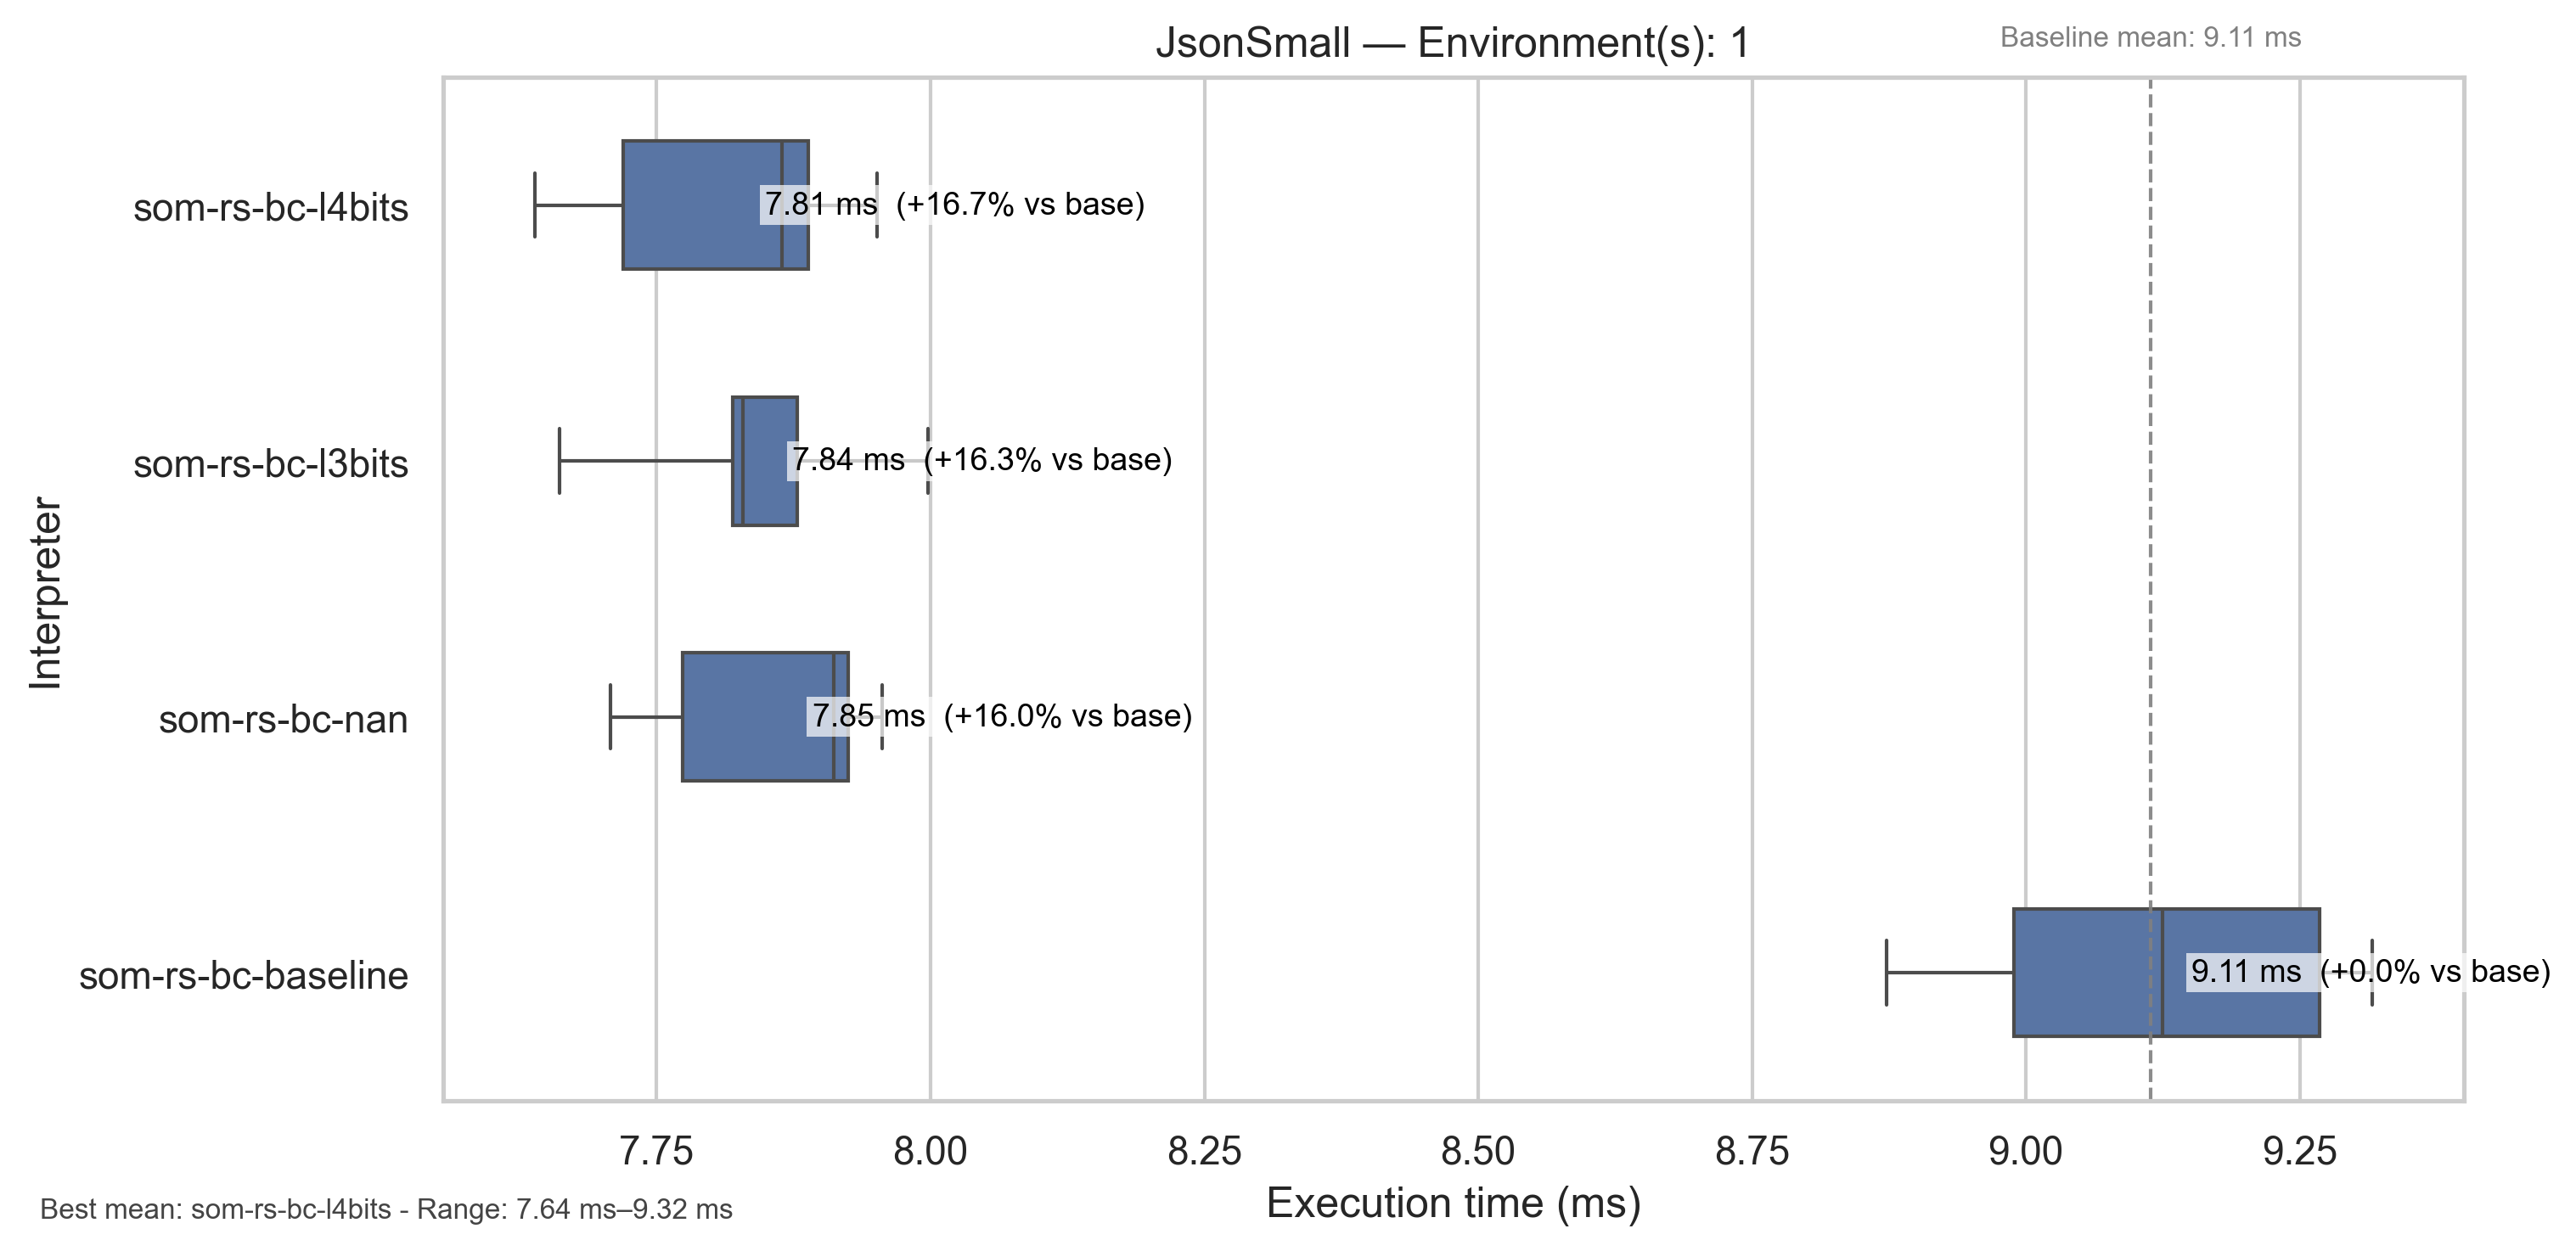 JsonSmall — Environment(s): 1
Baseline mean: 9.11 ms
Interpreter
som-rs-bc-l4bits
7.81 ms (+16.7% vs base)
som-rs-bc-l3bits
7.84 ms (+16.3% vs base)
som-rs-bc-nan
7.85 ms (+16.0% vs base)
som-rs-bc-baseline
9.11 ms (+0.0% vs base)
7.75 8.00 8.25 8.50 8.75 9.00 9.25
Execution time (ms)
Best mean: som-rs-bc-l4bits - Range: 7.64 ms–9.32 ms